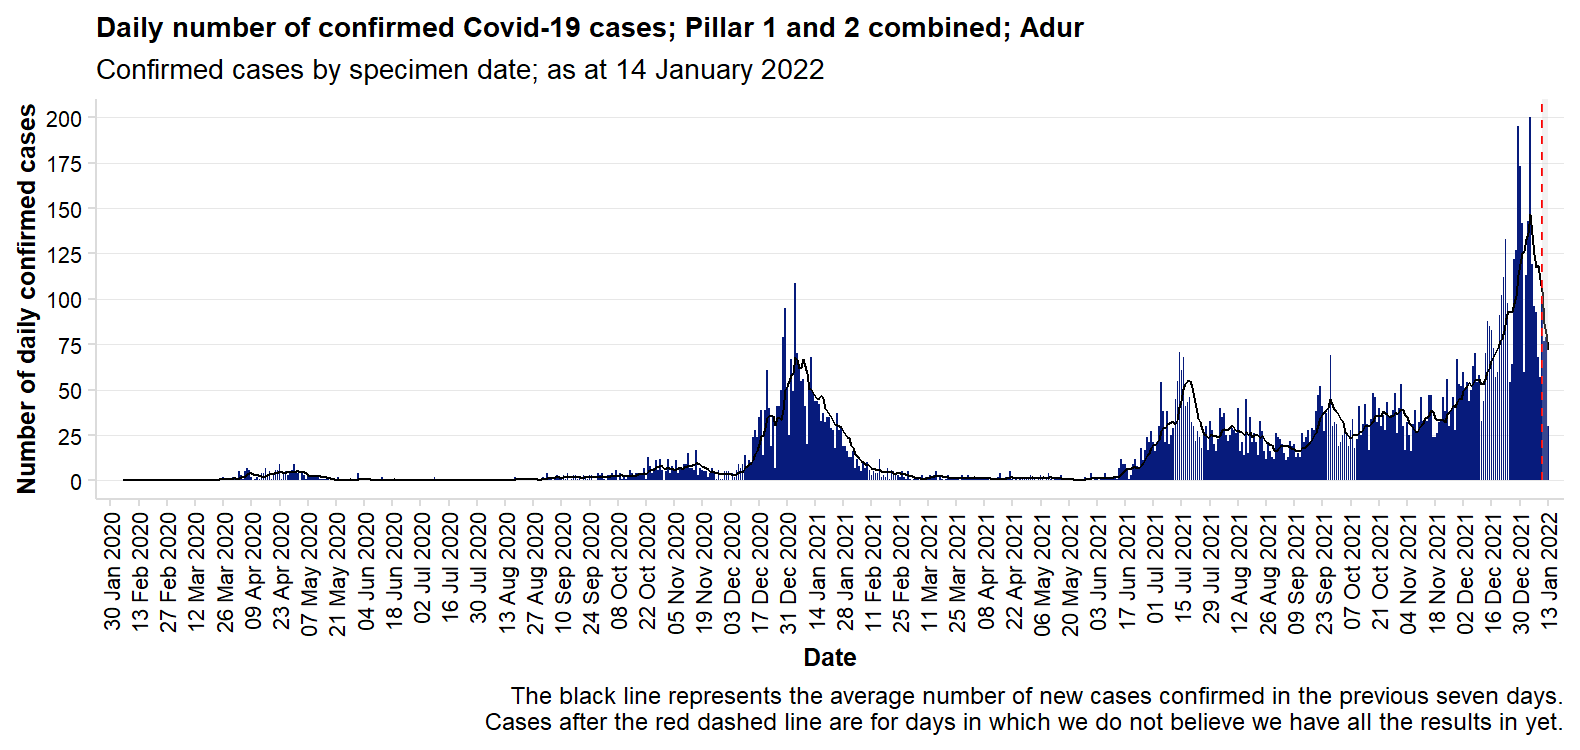 Daily number of confirmed Covid-19 cases; Pillar 1 and 2 combined; Adur
Confirmed cases by specimen date; as at 14 January 2022
Number of daily confirmed cases
200
175
150
125
100
75
50
25
0
30 Jan 2020
13 Feb 2020
27 Feb 2020
12 Mar 2020
26 Mar 2020
09 Apr 2020
23 Apr 2020
07 May 2020
21 May 2020
04 Jun 2020
18 Jun 2020
02 Jul 2020
16 Jul 2020
30 Jul 2020
13 Aug 2020
27 Aug 2020
10 Sep 2020
24 Sep 2020
08 Oct 2020
22 Oct 2020
05 Nov 2020
19 Nov 2020
03 Dec 2020
17 Dec 2020
31 Dec 2020
14 Jan 2021
28 Jan 2021
11 Feb 2021
25 Feb 2021
11 Mar 2021
25 Mar 2021
08 Apr 2021
22 Apr 2021
06 May 2021
20 May 2021
03 Jun 2021
17 Jun 2021
01 Jul 2021
15 Jul 2021
29 Jul 2021
12 Aug 2021
26 Aug 2021
09 Sep 2021
23 Sep 2021
07 Oct 2021
21 Oct 2021
04 Nov 2021
18 Nov 2021
02 Dec 2021
16 Dec 2021
30 Dec 2021
13 Jan 2022
Date
The black line represents the average number of new cases confirmed in the previous seven days.
Cases after the red dashed line are for days in which we do not believe we have all the results in yet.